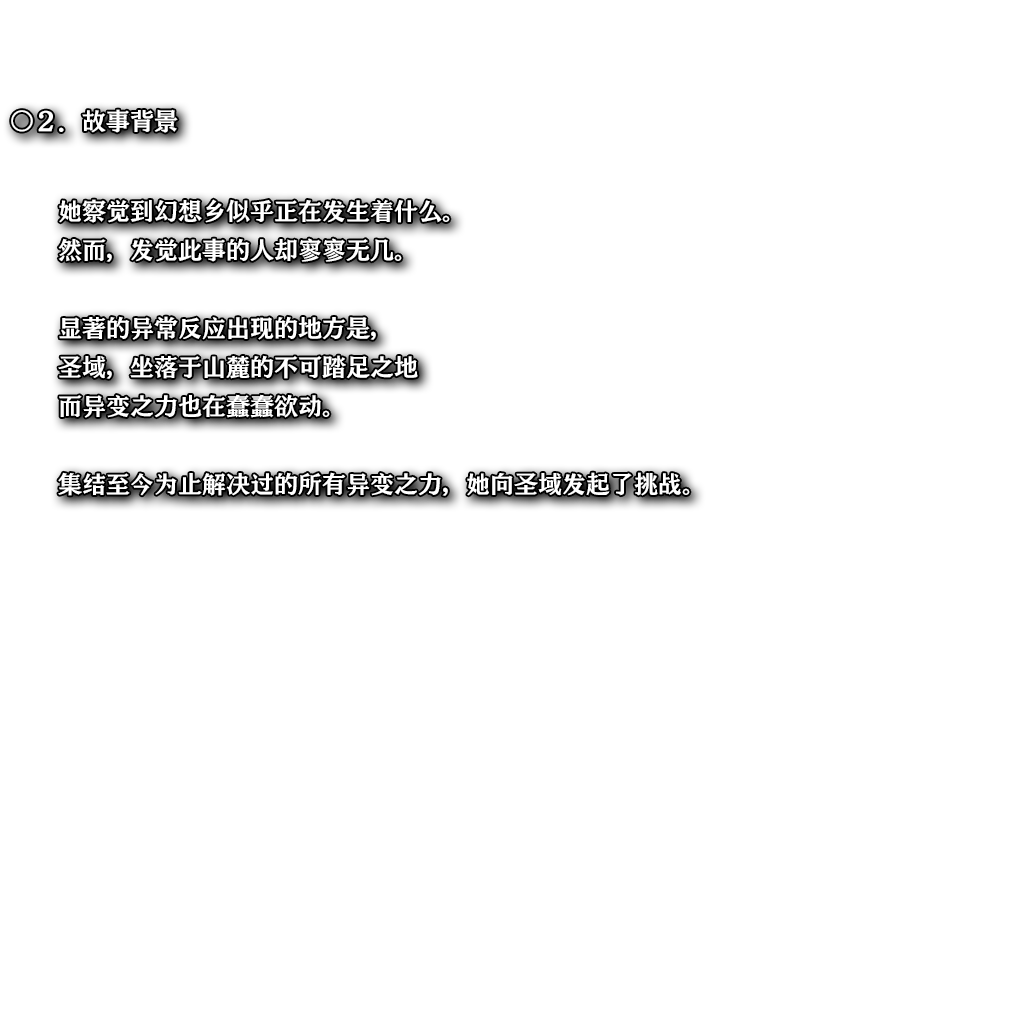 ◎2．故事背景
她察觉到幻想乡似乎正在发生着什么。
然而，发觉此事的人却寥寥无几。
显著的异常反应出现的地方是，
圣域，坐落于山麓的不可踏足之地
而异变之力也在蠢蠢欲动。
集结至今为止解决过的所有异变之力，她向圣域发起了挑战。